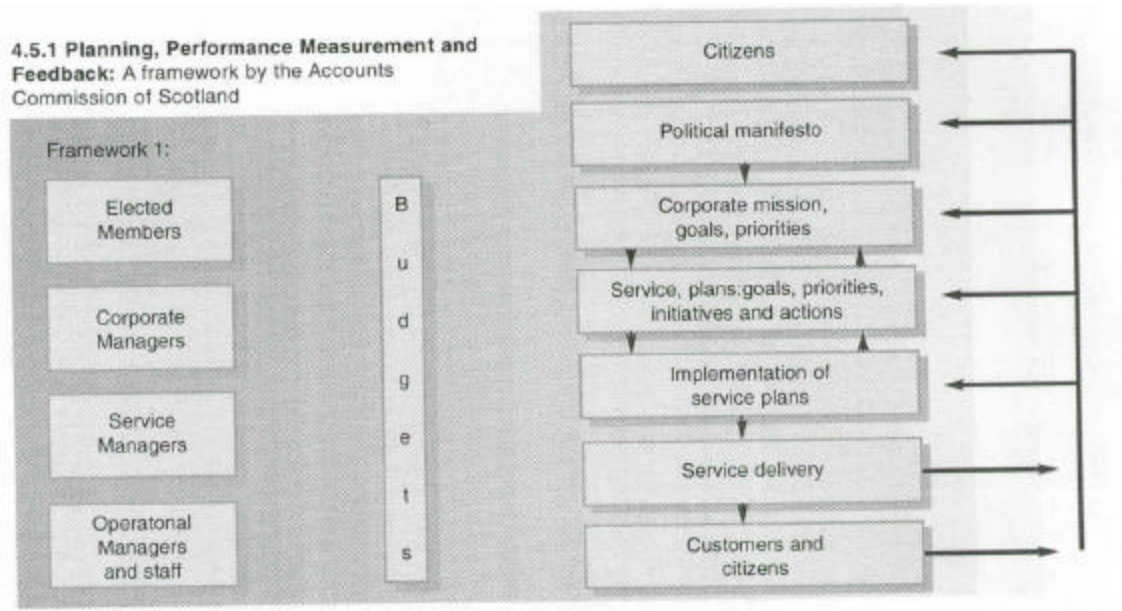 4.5.1 Planning, Performance Measurement and
Feedback: A framework by the Accounts
Commission of Scotland
Framework 1:
Elected
Members
Corporate
Managers
Service
Managers
Operatonal
Managers
and staff
B
u
d
g
e
t
s
Citizens
Political manifesto
Corporate mission,
goals, priorities
Service, plans:goals, priorities,
initiatives and actions
Implementation of
service plans
Service delivery
Customers and
citizens